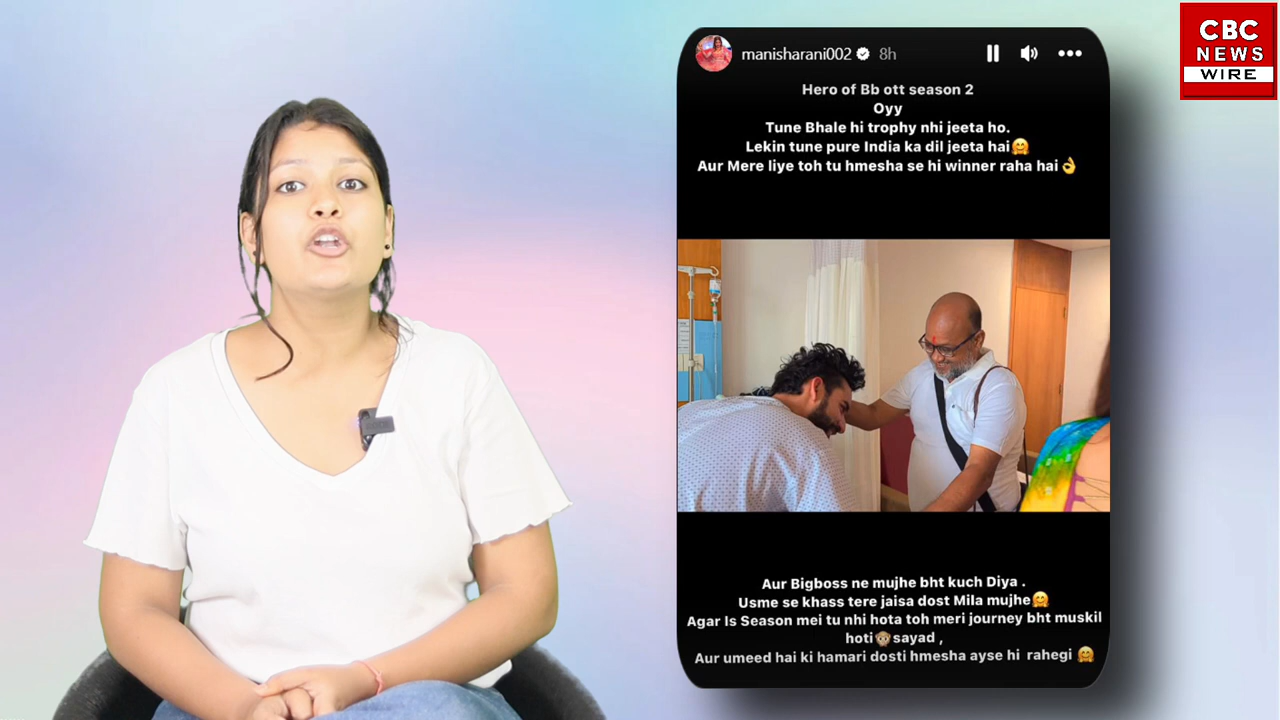 CBC
NEWS
WIRE
manisharani002 8h
Hero of Bb ott season 2
Oyy
Tune Bhale hi trophy nhi jeeta ho.
Lekin tune pure India ka dil jeeta hai🤗
Aur Mere liye toh tu hmesha se hi winner raha hai👌
Aur Bigboss ne mujhe bht kuch Diya .
Usme se khass tere jaisa dost Mila mujhe🤗
Agar Is Season mei tu nhi hota toh meri journey bht muskil
hoti🙊sayad ,
Aur umeed hai ki hamari dosti hmesha ayse hi rahegi 🤗